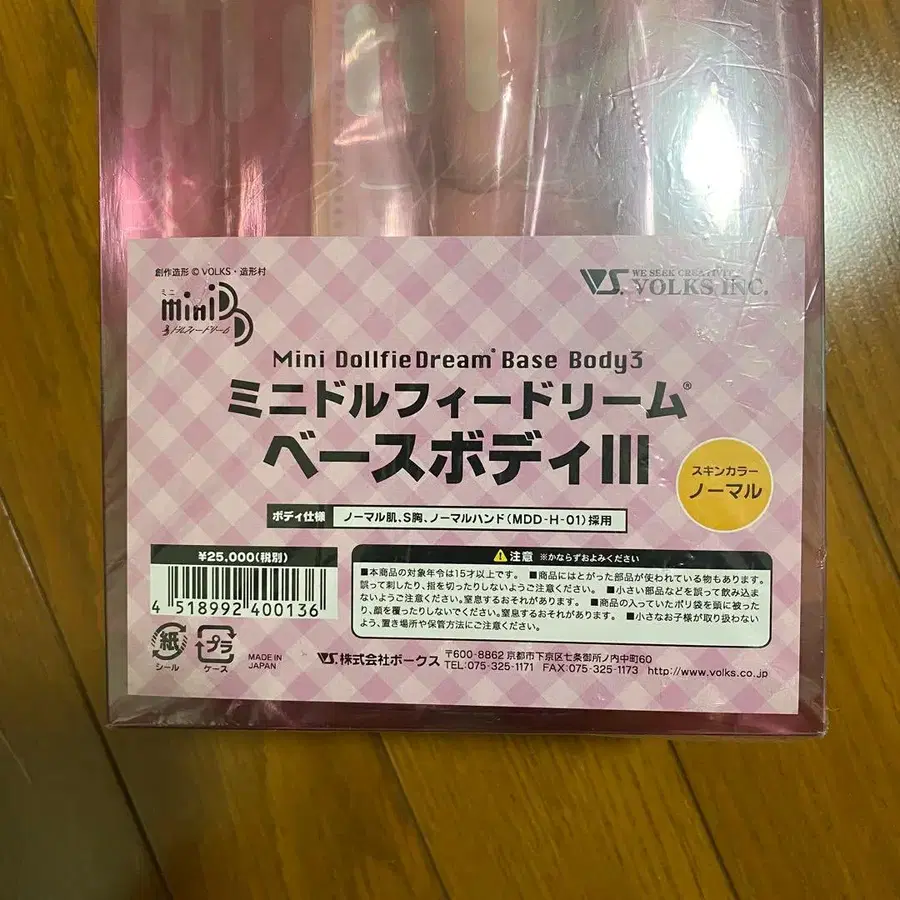 創作造形 © VOLKS・造形村
ミニ
mini DD
ドルフィードリーム
VS. WE SEEK CREATIVITY
VOLKS INC.
Mini DollfieDream® Base Body3
ミニドルフィードリーム®
ベースボディIII
スキンカラー
ノーマル
ボディ仕様 ノーマル肌、S胸、ノーマルハンド(MDD-H-01)採用
¥25,000(税別)
4 518992 400136
注意 ※かならずおよみください
■本商品の対象年令は15才以上です。 ■商品にはとがった部品が使われている物もあります。
誤って刺したり、指を切ったりしないようご注意ください。 ■小さい部品などを誤って飲み込ま
ないようご注意ください。窒息するおそれがあります。 ■商品の入っていたポリ袋を頭に被った
り、顔を覆ったりしないでください。窒息するおそれがあります。 ■小さなお子様が取り扱わない
よう、置き場所や保管方法にご注意ください。
紙
シール
プラ
ケース
MADE IN
JAPAN
VS 株式会社ボークス
〒600-8862 京都市下京区七条御所ノ内中町60
TEL:075-325-1171 FAX:075-325-1173 http://www.volks.co.jp